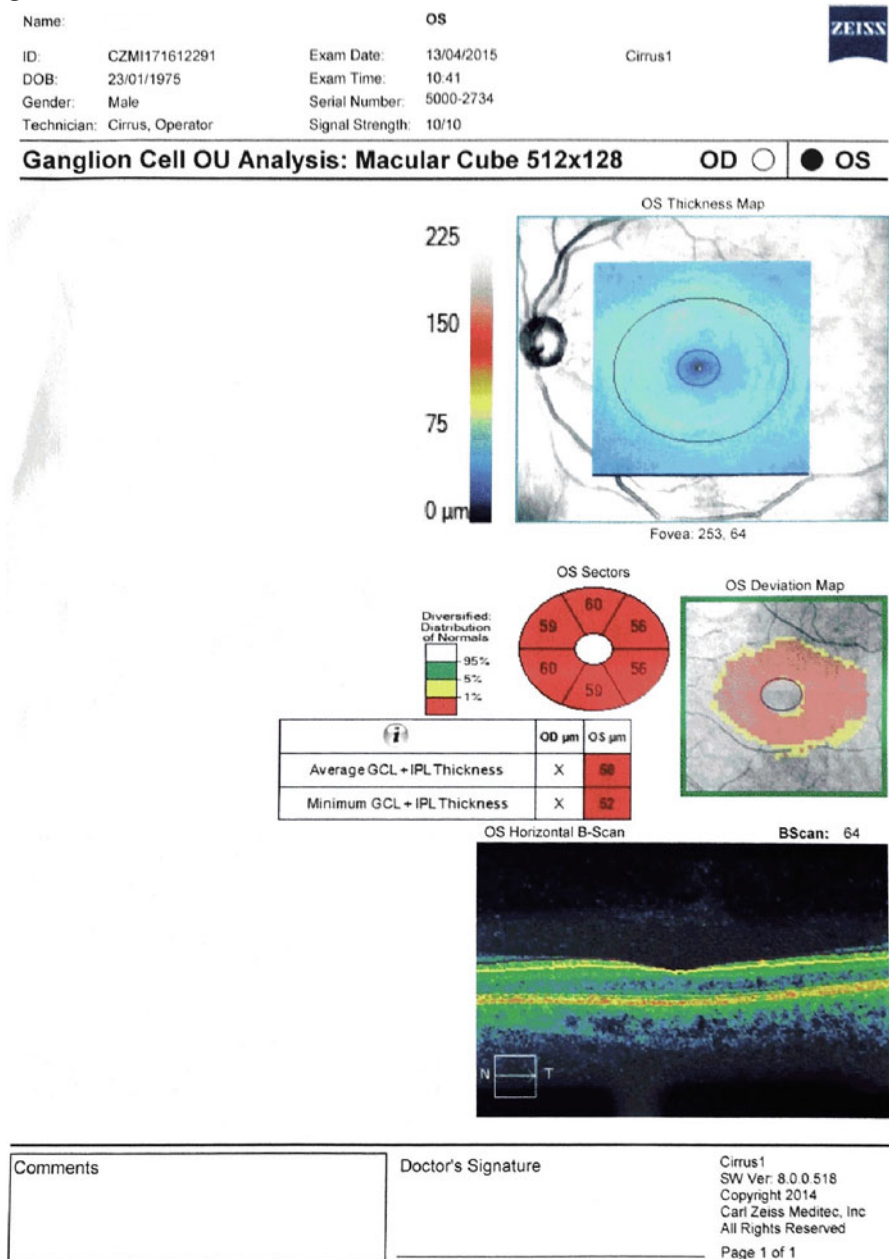 Name: OS
ZEISS
ID: CZMI171612291 Exam Date: 13/04/2015 Cirrus1
DOB: 23/01/1975 Exam Time: 10:41
Gender: Male Serial Number: 5000-2734
Technician: Cirrus, Operator Signal Strength: 10/10
Ganglion Cell OU Analysis: Macular Cube 512x128 OD OS
OS Thickness Map
225
150
75
0 µm
Fovea: 253, 64
OS Sectors
OS Deviation Map
Diversified:
Distribution
of Normals
95%
5%
1%
60
59 56
60 56
59
i OD µm OS µm
Average GCL + IPL Thickness X 58
Minimum GCL + IPL Thickness X 52
OS Horizontal B-Scan BScan: 64
N T
Comments
Doctor's Signature
Cirrus1
SW Ver: 8.0.0.518
Copyright 2014
Carl Zeiss Meditec, Inc
All Rights Reserved
Page 1 of 1